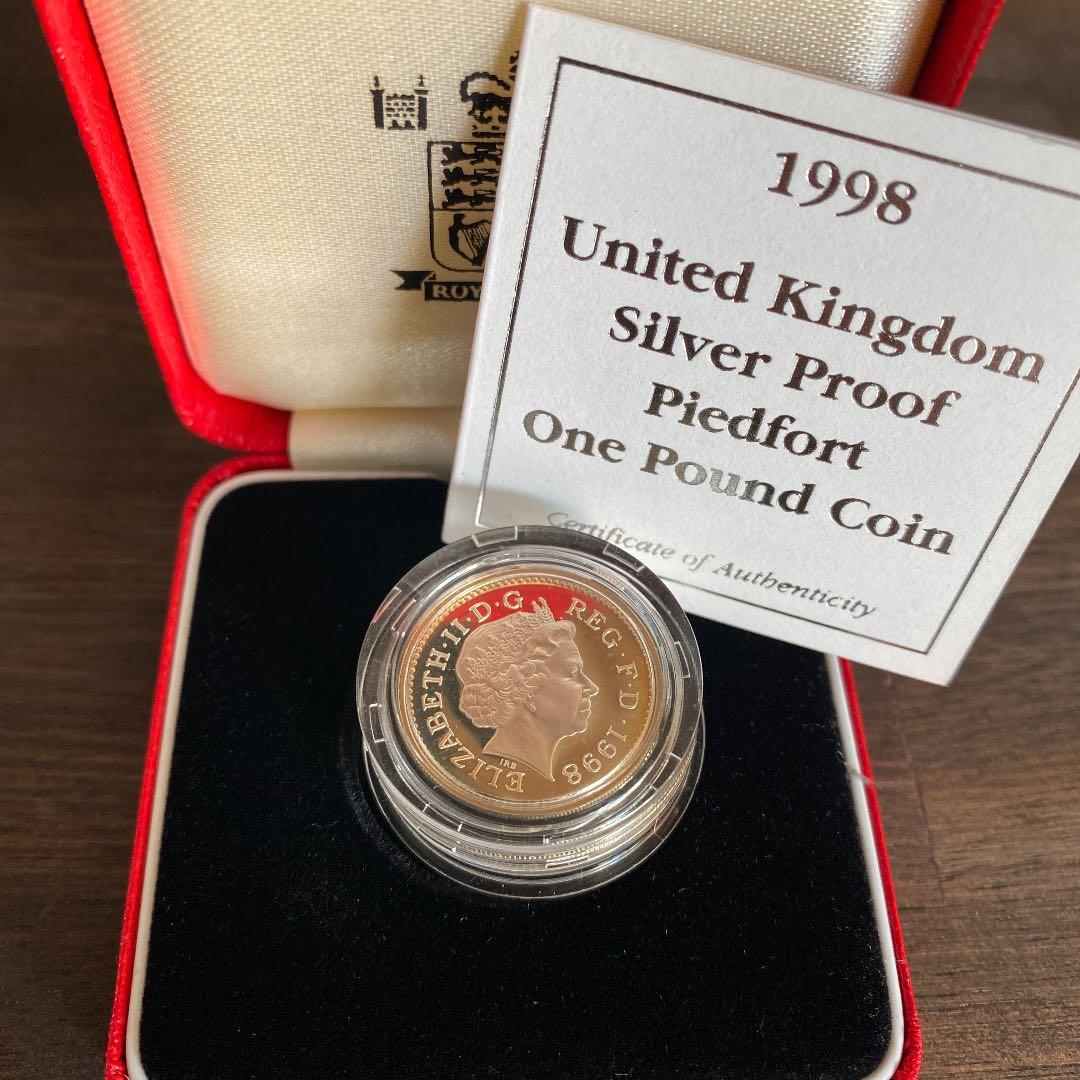 1998
United Kingdom
Silver Proof
Piedfort
One Pound Coin
Certificate of Authenticity
ELIZABETH·II·D·G REG·F·D·1998
IRB